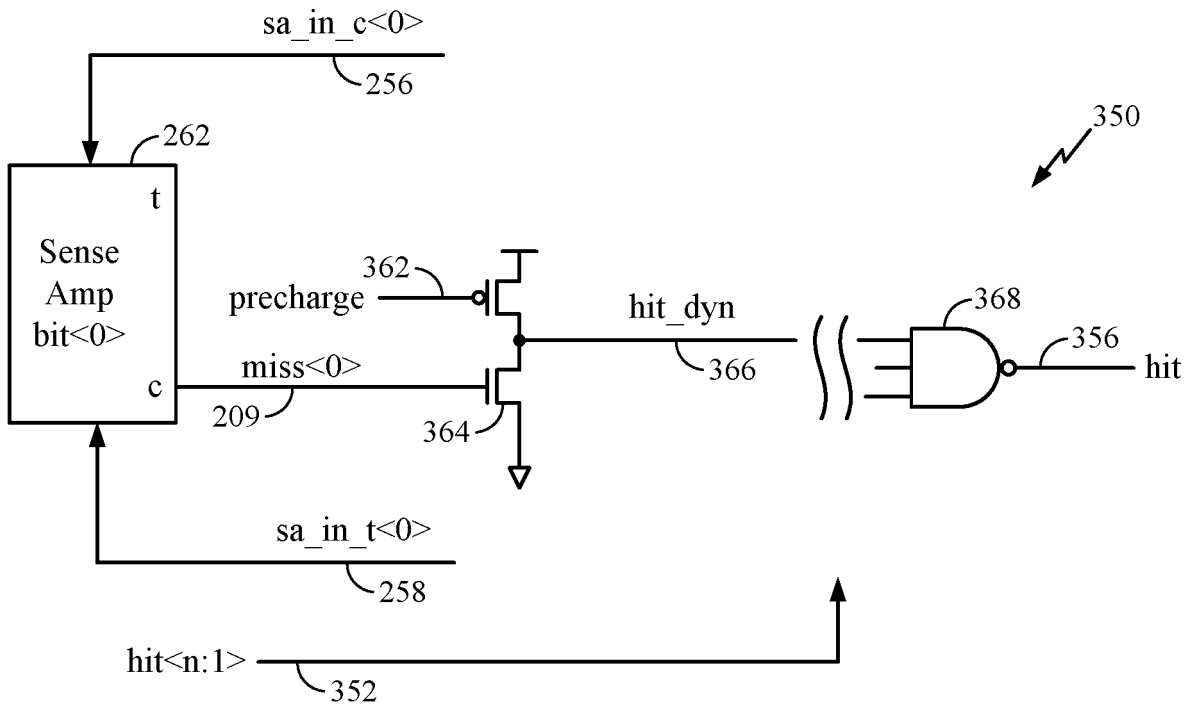 sa_in_c<0>
256
350
262
t
Sense
Amp
bit<0>
c
362
precharge
hit_dyn
366
368
356
hit
miss<0>
209
364
sa_in_t<0>
258
hit<n:1>
352